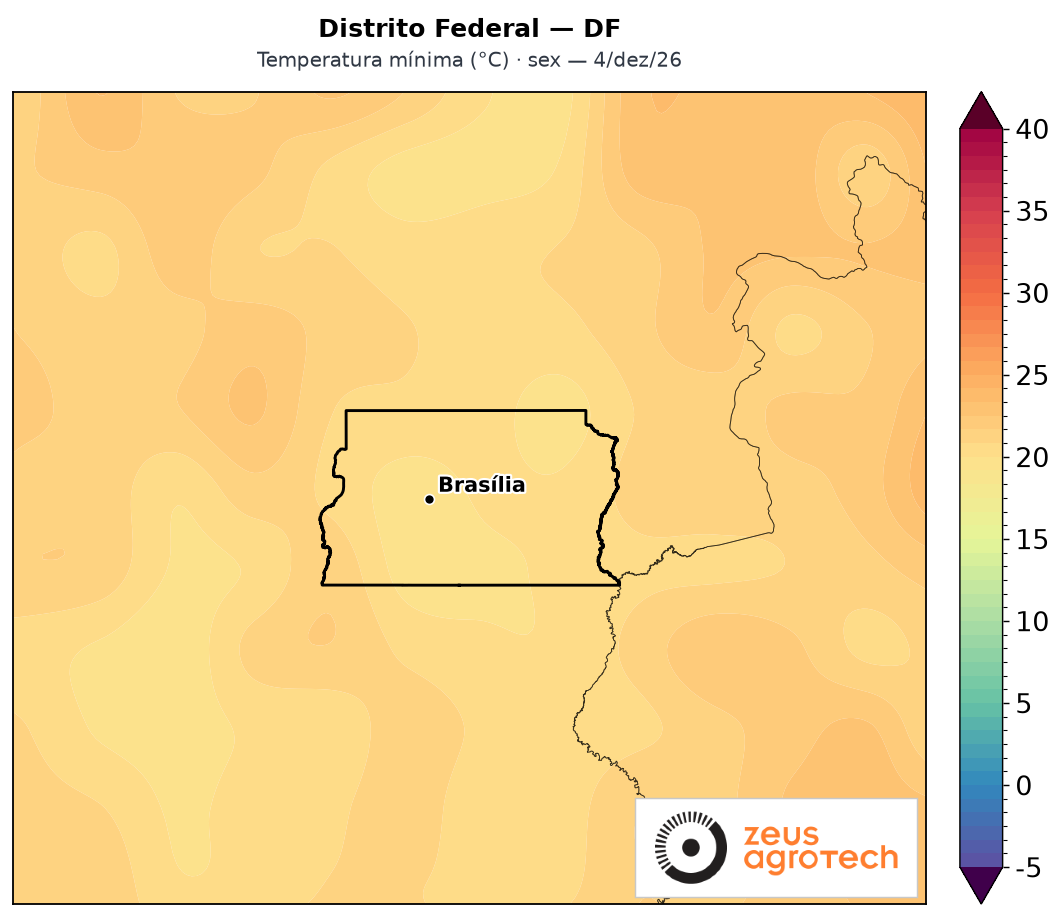 Distrito Federal — DF
Temperatura mínima (°C) · sex — 4/dez/26
40
35
30
25
20
15
10
5
0
-5
Brasília
zeus
agrotech